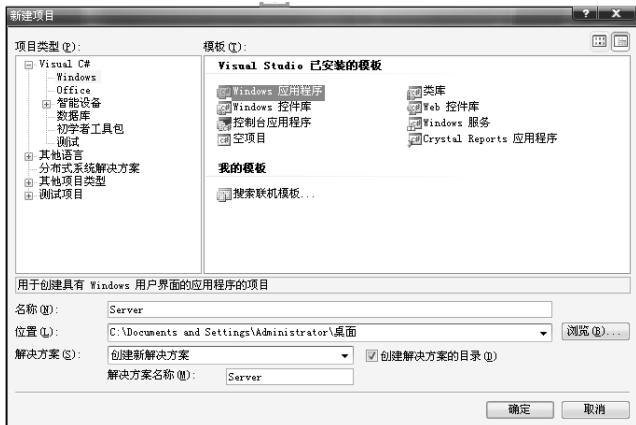 新建项目
项目类型(P):
模板(T):
Visual C#
Windows
Office
智能设备
数据库
初学者工具包
测试
其他语言
分布式系统解决方案
其他项目类型
测试项目
Visual Studio 已安装的模板
Windows 应用程序
类库
Windows 控件库
Web 控件库
控制台应用程序
Windows 服务
空项目
Crystal Reports 应用程序
我的模板
搜索联机模板...
用于创建具有 Windows 用户界面的应用程序的项目
名称(N):
Server
位置(L):
C:\Documents and Settings\Administrator\桌面
浏览(B)...
解决方案(S):
创建新解决方案
创建解决方案的目录(D)
解决方案名称(M):
Server
确定
取消